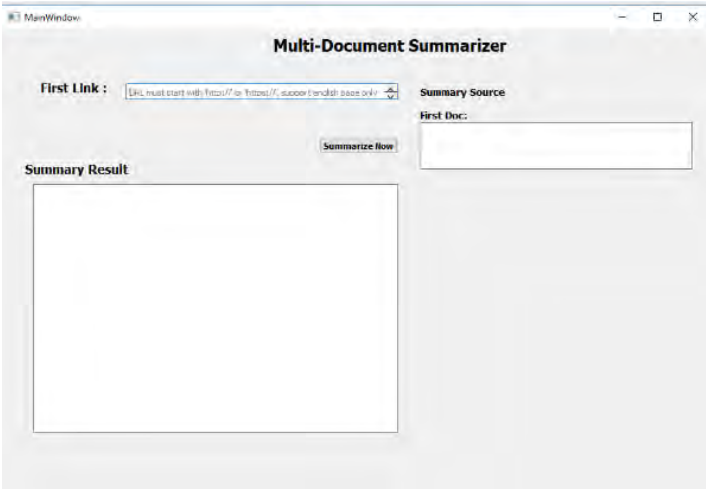 MainWindow
Multi-Document Summarizer
First Link :
URL must start with 'http://' or 'https://', support english page only
Summarize Now
Summary Result
Summary Source
First Doc: